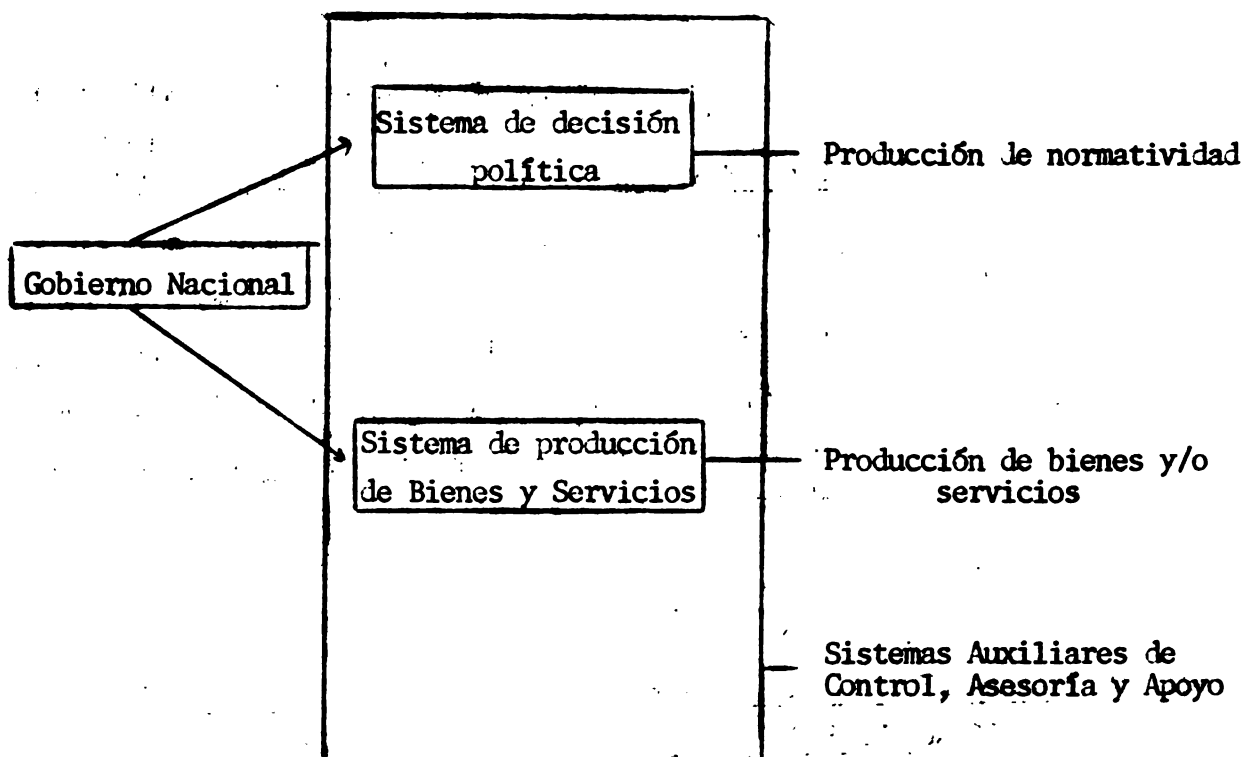 Sistema de decisión
política
Producción de normatividad
Gobierno Nacional
Sistema de producción
de Bienes y Servicios
Producción de bienes y/o
servicios
Sistemas Auxiliares de
Control, Asesoría y Apoyo